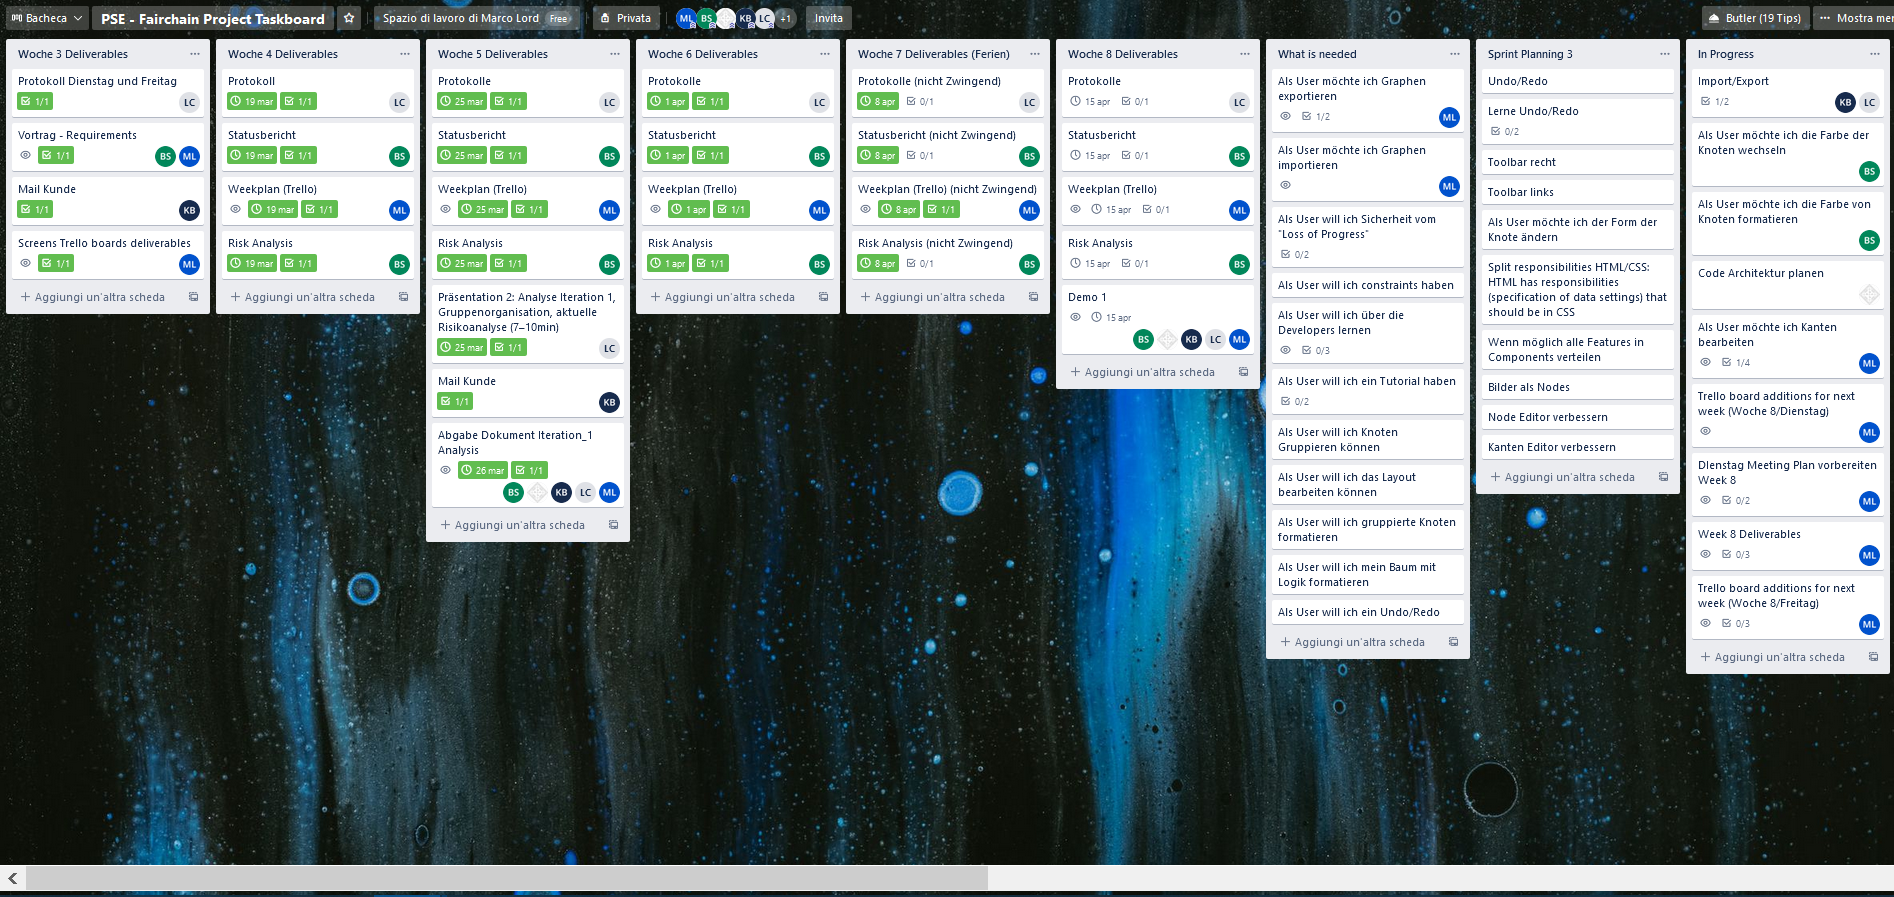 Bacheca
PSE - Fairchain Project Taskboard
Spazio di lavoro di Marco Lord
Free
Privata
ML
BS
KB
LC
+1
Invita
Butler (19 Tips)
Mostra mer
Woche 3 Deliverables
Protokoll Dienstag und Freitag
1/1
LC
Vortrag - Requirements
1/1
BS
ML
Mail Kunde
1/1
KB
Screens Trello boards deliverables
1/1
ML
Aggiungi un'altra scheda
Woche 4 Deliverables
Protokoll
19 mar
1/1
LC
Statusbericht
19 mar
1/1
BS
Weekplan (Trello)
19 mar
1/1
ML
Risk Analysis
19 mar
1/1
BS
Aggiungi un'altra scheda
Woche 5 Deliverables
Protokolle
25 mar
1/1
LC
Statusbericht
25 mar
1/1
BS
Weekplan (Trello)
25 mar
1/1
ML
Risk Analysis
25 mar
1/1
BS
Präsentation 2: Analyse Iteration 1,
Gruppenorganisation, aktuelle
Risikoanalyse (7–10min)
25 mar
1/1
LC
Mail Kunde
1/1
KB
Abgabe Dokument Iteration_1
Analysis
26 mar
1/1
BS
KB
LC
ML
Aggiungi un'altra scheda
Woche 6 Deliverables
Protokolle
1 apr
1/1
LC
Statusbericht
1 apr
1/1
BS
Weekplan (Trello)
1 apr
1/1
ML
Risk Analysis
1 apr
1/1
BS
Aggiungi un'altra scheda
Woche 7 Deliverables (Ferien)
Protokolle (nicht Zwingend)
8 apr
0/1
LC
Statusbericht (nicht Zwingend)
8 apr
0/1
BS
Weekplan (Trello) (nicht Zwingend)
8 apr
1/1
ML
Risk Analysis (nicht Zwingend)
8 apr
0/1
BS
Aggiungi un'altra scheda
Woche 8 Deliverables
Protokolle
15 apr
0/1
LC
Statusbericht
15 apr
0/1
BS
Weekplan (Trello)
15 apr
0/1
ML
Risk Analysis
15 apr
0/1
BS
Demo 1
15 apr
BS
KB
LC
ML
Aggiungi un'altra scheda
What is needed
Als User möchte ich Graphen
exportieren
1/2
ML
Als User möchte ich Graphen
importieren
ML
Als User will ich Sicherheit vom
"Loss of Progress"
0/2
Als User will ich constraints haben
Als User will ich über die
Developers lernen
0/3
Als User will ich ein Tutorial haben
0/2
Als User will ich Knoten
Gruppieren können
Als User will ich das Layout
bearbeiten können
Als User will ich gruppierte Knoten
formatieren
Als User will ich mein Baum mit
Logik formatieren
Als User will ich ein Undo/Redo
Aggiungi un'altra scheda
Sprint Planning 3
Undo/Redo
Lerne Undo/Redo
0/2
Toolbar recht
Toolbar links
Als User möchte ich der Form der
Knote ändern
Split responsibilities HTML/CSS:
HTML has responsibilities
(specification of data settings) that
should be in CSS
Wenn möglich alle Features in
Components verteilen
Bilder als Nodes
Node Editor verbessern
Kanten Editor verbessern
Aggiungi un'altra scheda
In Progress
Import/Export
1/2
KB
LC
Als User möchte ich die Farbe der
Knoten wechseln
BS
Als User möchte ich die Farbe von
Knoten formatieren
BS
Code Architektur planen
Als User möchte ich Kanten
bearbeiten
1/4
ML
Trello board additions for next
week (Woche 8/Dienstag)
ML
DIenstag Meeting Plan vorbereiten
Week 8
0/2
ML
Week 8 Deliverables
0/3
ML
Trello board additions for next
week (Woche 8/Freitag)
0/3
ML
Aggiungi un'altra scheda